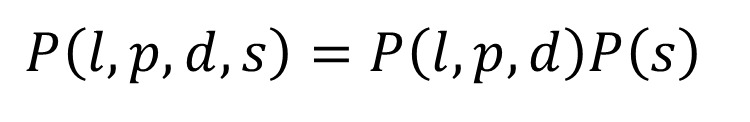 P(l, p, d, s) = P(l, p, d)P(s)